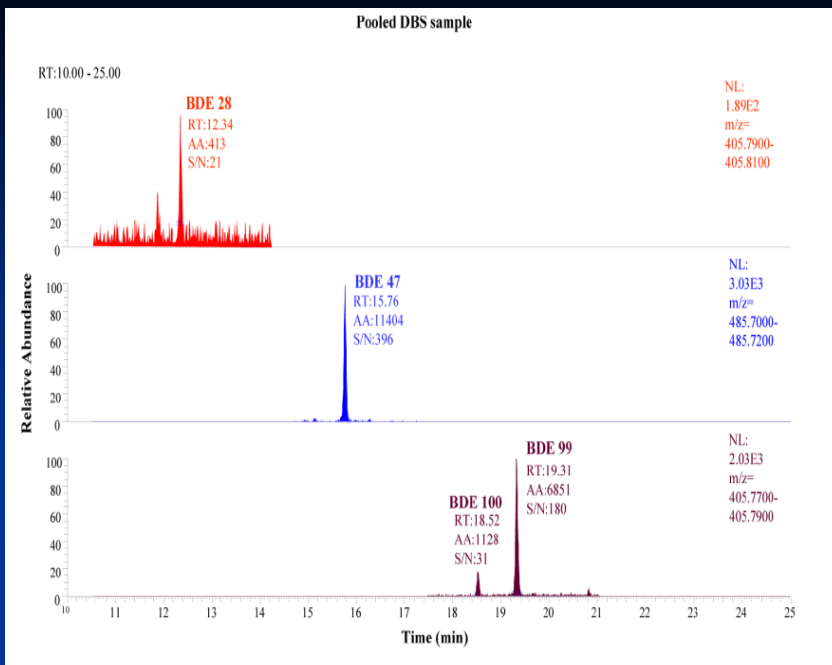 Pooled DBS sample
RT:10.00 - 25.00
BDE 28
RT:12.34
AA:413
S/N:21
NL:
1.89E2
m/z=
405.7900-
405.8100
100
80
60
40
20
0
BDE 47
RT:15.76
AA:11404
S/N:396
NL:
3.03E3
m/z=
485.7000-
485.7200
100
80
60
40
20
0
Relative Abundance
BDE 99
RT:19.31
AA:6851
S/N:180
BDE 100
RT:18.52
AA:1128
S/N:31
NL:
2.03E3
m/z=
405.7700-
405.7900
100
80
60
40
20
0
10 11 12 13 14 15 16 17 18 19 20 21 22 23 24 25
Time (min)